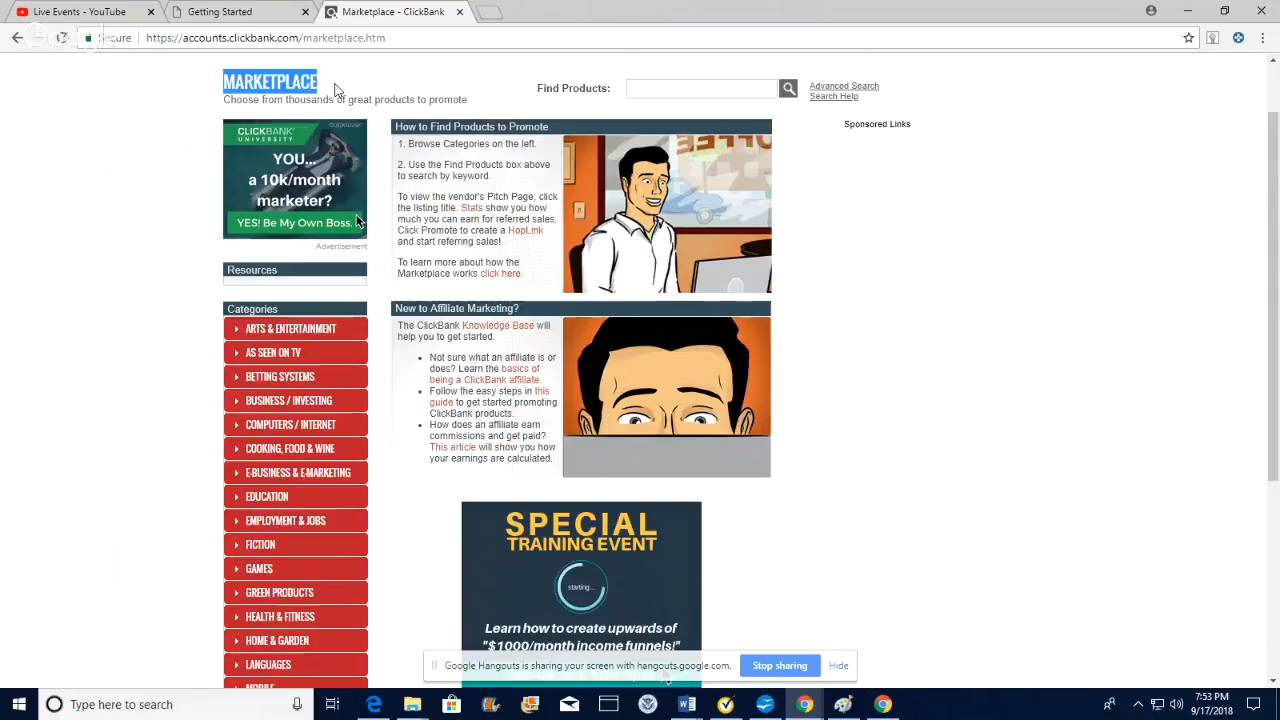 Live Events - YouTube
Getting Started
Marketplace - ClickBank
Secure
https://accounts.clickbank.com/marketplace.htm
MARKETPLACE
Choose from thousands of great products to promote
Find Products:
Advanced Search
Search Help
Sponsored Links
CLICKBANK
UNIVERSITY
YOU...
a 10k/month
marketer?
YES! Be My Own Boss.
Advertisement
Resources
Categories
ARTS & ENTERTAINMENT
AS SEEN ON TV
BETTING SYSTEMS
BUSINESS / INVESTING
COMPUTERS / INTERNET
COOKING, FOOD & WINE
E-BUSINESS & E-MARKETING
EDUCATION
EMPLOYMENT & JOBS
FICTION
GAMES
GREEN PRODUCTS
HEALTH & FITNESS
HOME & GARDEN
LANGUAGES
MOBILE
How to Find Products to Promote
1. Browse Categories on the left.
2. Use the Find Products box above
to search by keyword.
To view the vendor's Pitch Page, click
the listing title. Stats show you how
much you can earn for referred sales.
Click Promote to create a HopLink
and start referring sales!
To learn more about how the
Marketplace works click here.
New to Affiliate Marketing?
The ClickBank Knowledge Base will
help you to get started.
• Not sure what an affiliate is or
does? Learn the basics of
being a ClickBank affiliate.
• Follow the easy steps in this
guide to get started promoting
ClickBank products.
• How does an affiliate earn
commissions and get paid?
This article will show you how
your earnings are calculated.
SPECIAL
TRAINING EVENT
starting...
Learn how to create upwards of
"$1000/month income funnels!"
Google Hangouts is sharing your screen with hangouts.google.com.
Stop sharing
Hide
Type here to search
7:53 PM
9/17/2018